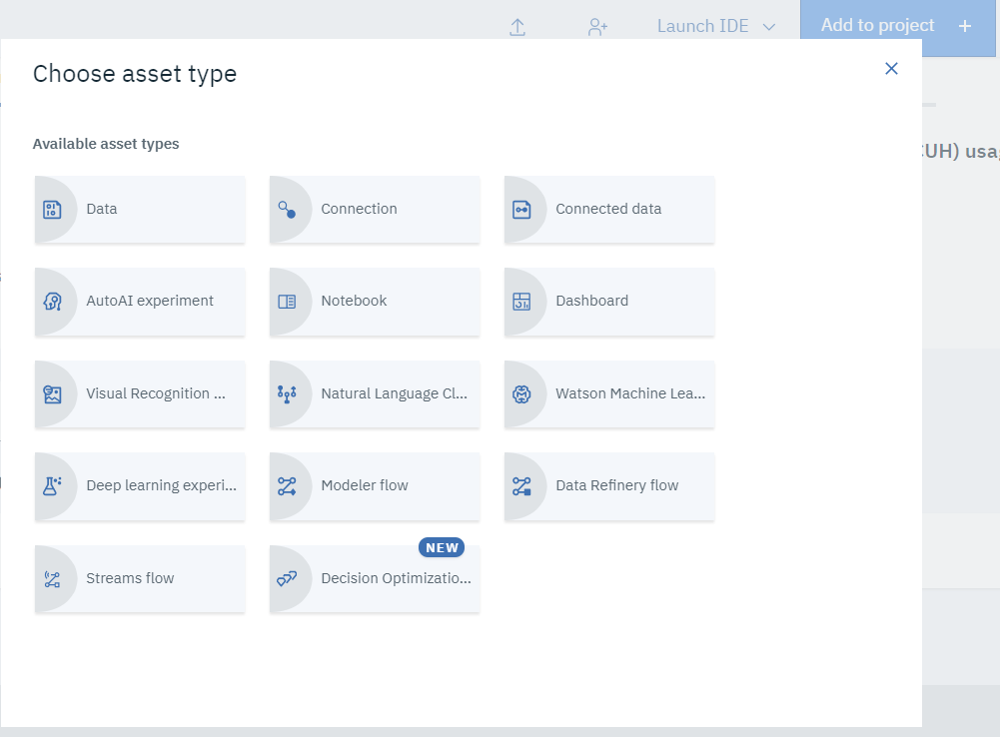 Launch IDE
Add to project +
Choose asset type
UH) usa
Available asset types
Data
Connection
Connected data
AutoAI experiment
Notebook
Dashboard
Visual Recognition ...
Natural Language Cl...
Watson Machine Lea...
Deep learning experi...
Modeler flow
Data Refinery flow
NEW
Streams flow
Decision Optimizatio...